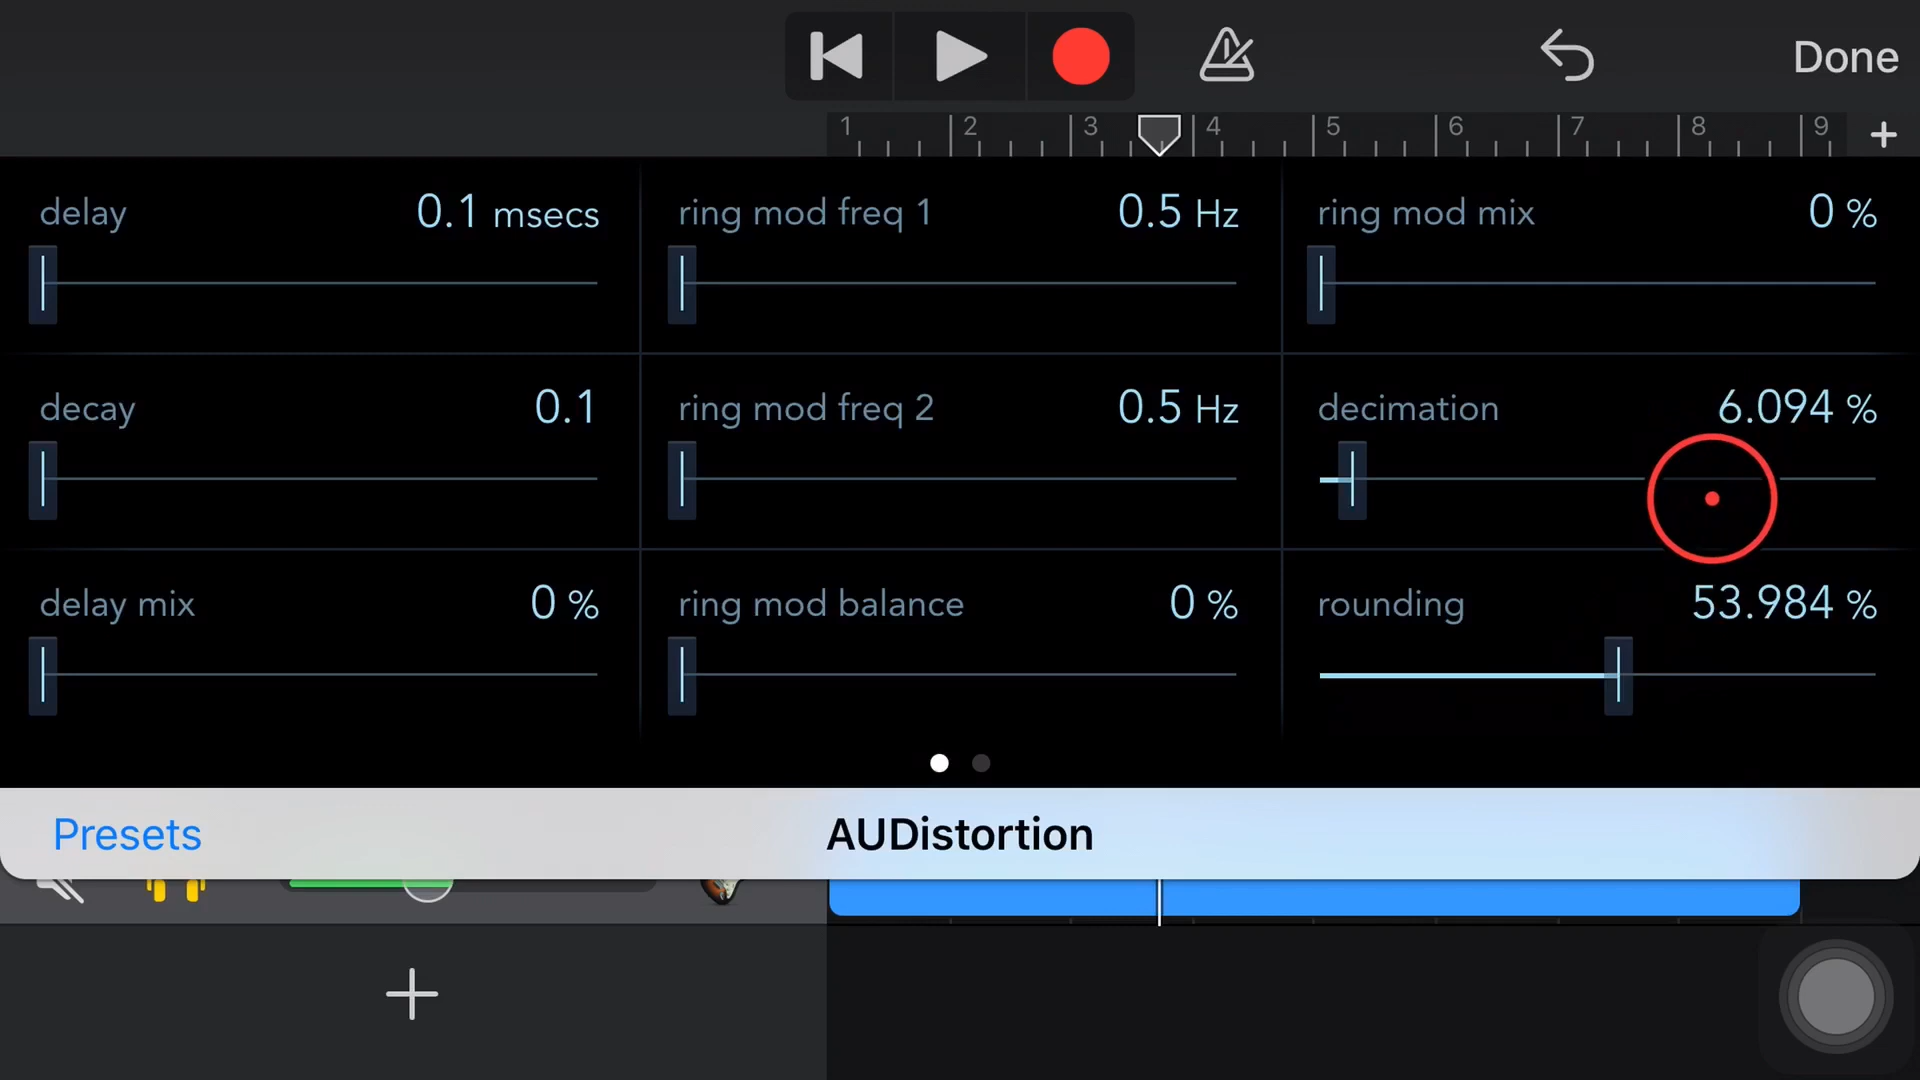 Done
1 2 3 4 5 6 7 8 9 +
delay 0.1 msecs
ring mod freq 1 0.5 Hz
ring mod mix 0 %
decay 0.1
ring mod freq 2 0.5 Hz
decimation 6.094 %
delay mix 0 %
ring mod balance 0 %
rounding 53.984 %
Presets
AUDistortion